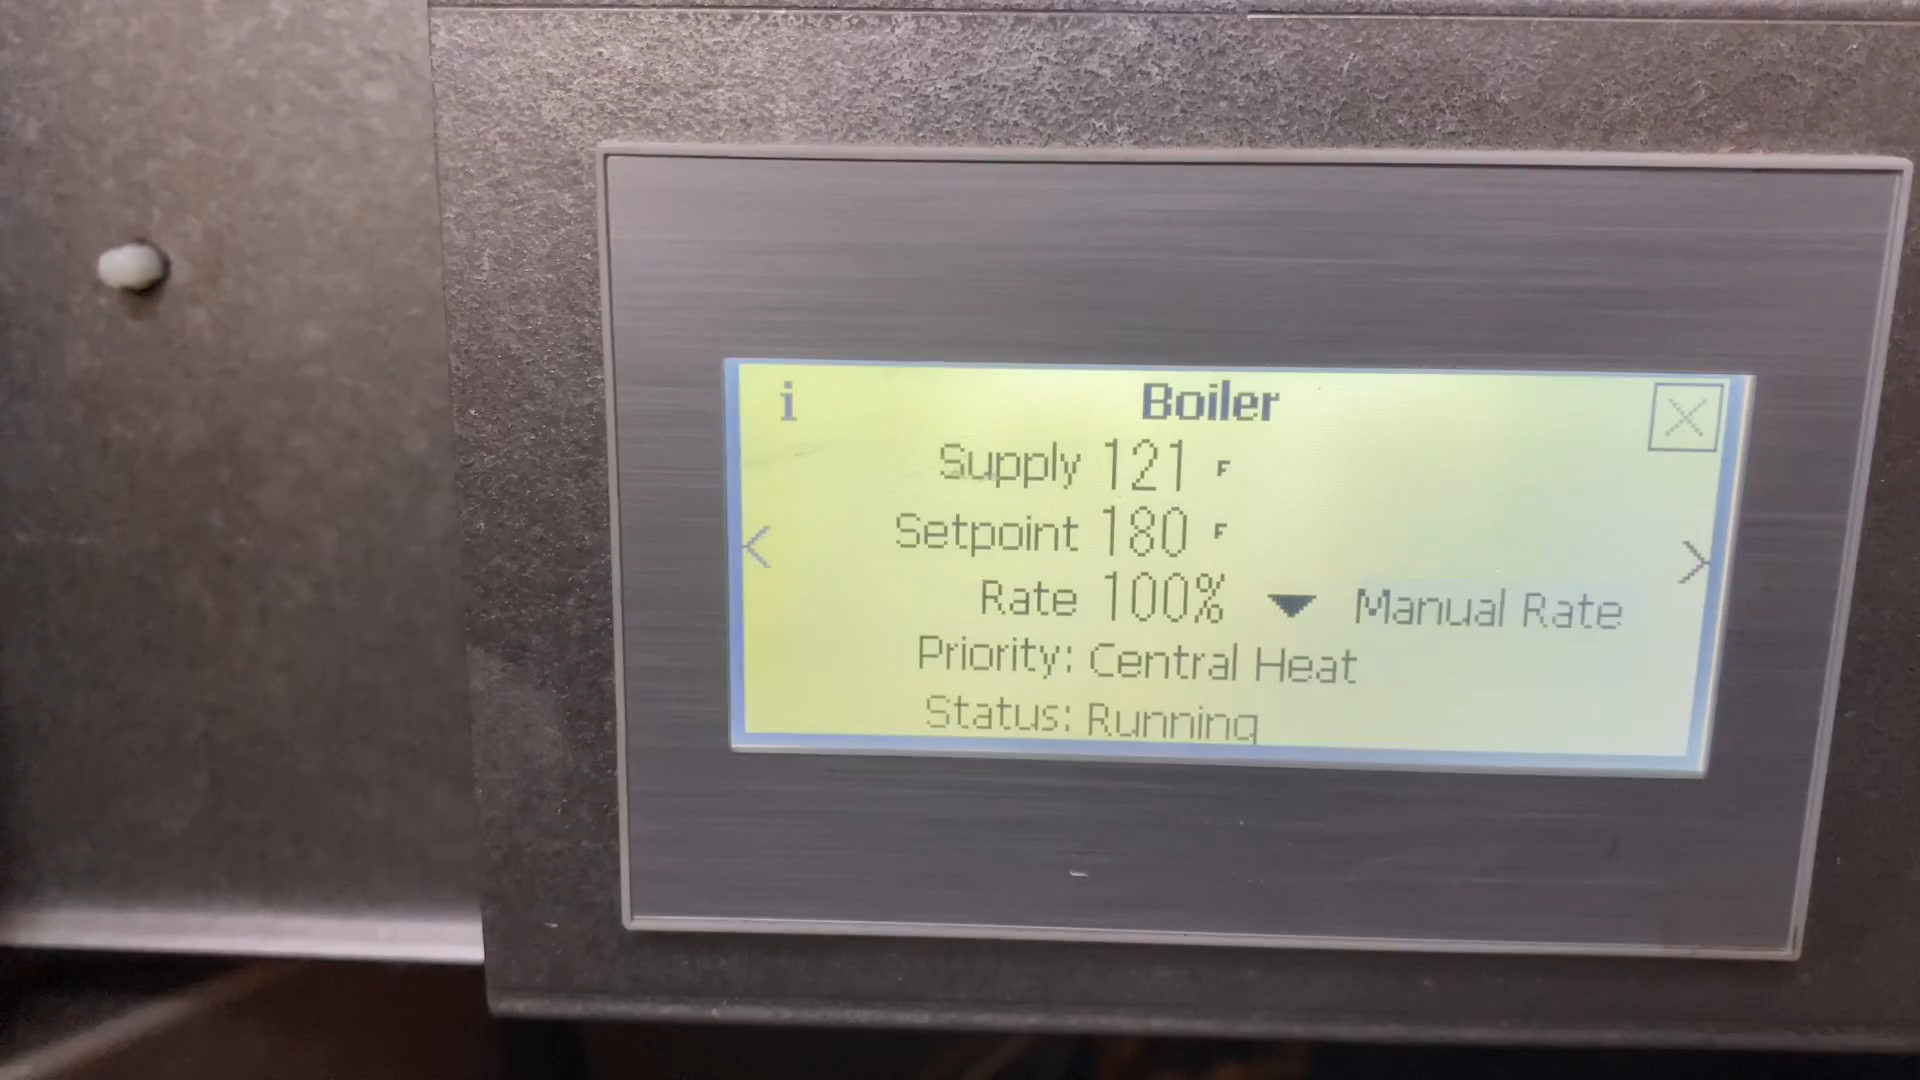 i Boiler X
Supply 121 F
Setpoint 180 F
< >
Rate 100% ▼ Manual Rate
Priority: Central Heat
Status: Running